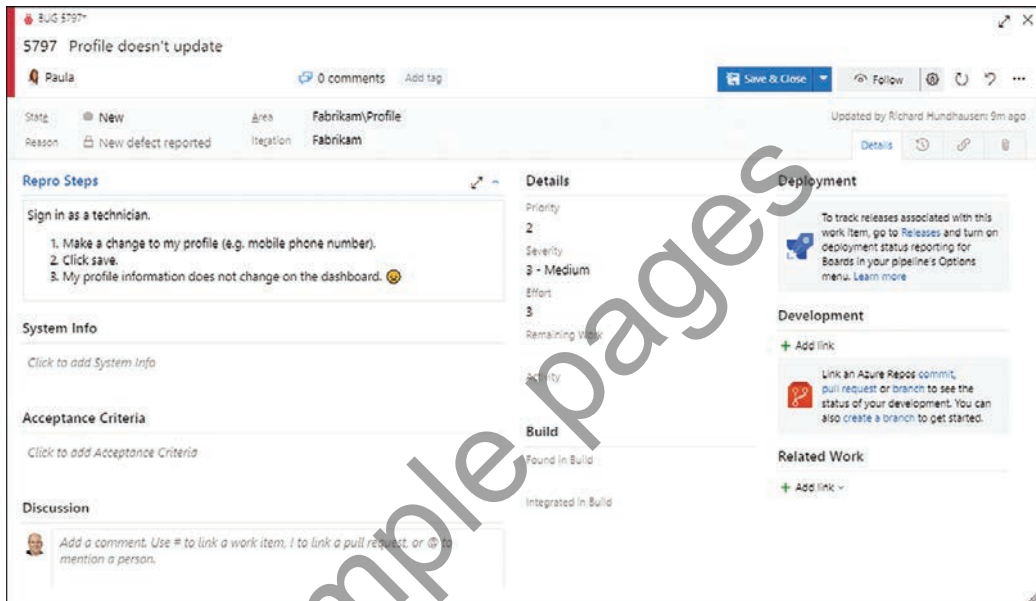 BUG 5797*
5797 Profile doesn't update
Paula
0 comments
Add tag
Save & Close
Follow
State
New
Area
Fabrikam\Profile
Updated by Richard Hundhausen: 9m ago
Reason
New defect reported
Iteration
Fabrikam
Details
Repro Steps
Sign in as a technician.
1. Make a change to my profile (e.g. mobile phone number).
2. Click save.
3. My profile information does not change on the dashboard.
System Info
Click to add System Info
Acceptance Criteria
Click to add Acceptance Criteria
Discussion
Add a comment. Use # to link a work item, ! to link a pull request, or @ to
mention a person.
Details
Priority
2
Severity
3 - Medium
Effort
3
Remaining Work
Activity
Build
Found in Build
Integrated in Build
Deployment
To track releases associated with this
work item, go to Releases and turn on
deployment status reporting for
Boards in your pipeline's Options
menu. Learn more
Development
+ Add link
Link an Azure Repos commit,
pull request or branch to see the
status of your development. You can
also create a branch to get started.
Related Work
+ Add link
mple pages